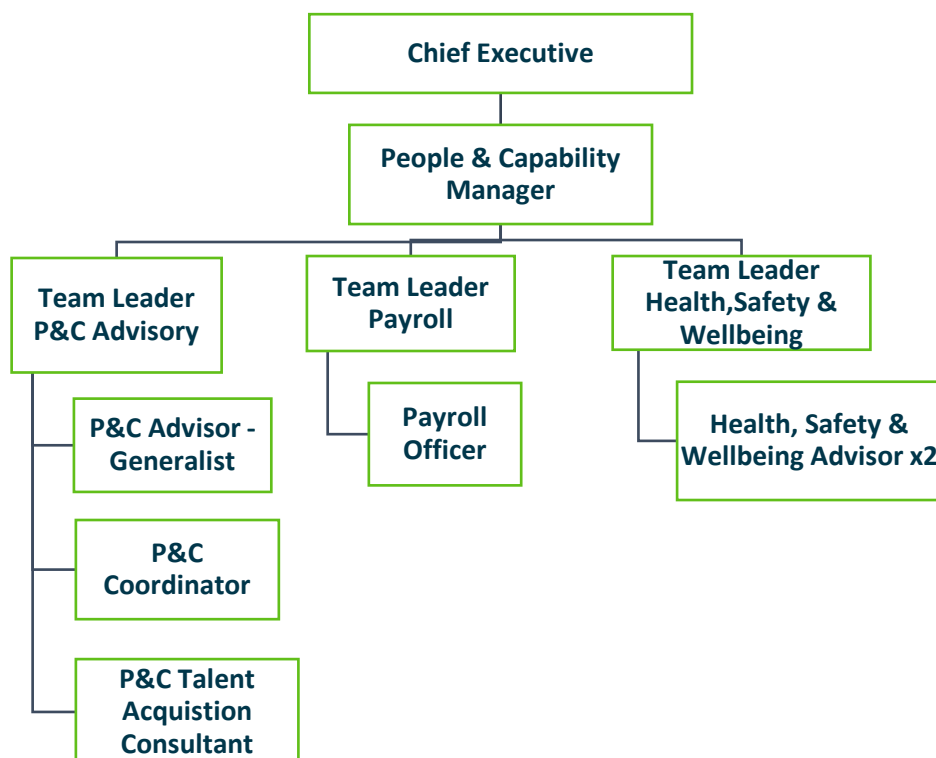 Chief Executive
People & Capability
Manager
Team Leader
P&C Advisory
Team Leader
Payroll
Team Leader
Health,Safety &
Wellbeing
P&C Advisor -
Generalist
Payroll
Officer
Health, Safety &
Wellbeing Advisor x2
P&C
Coordinator
P&C Talent
Acquistion
Consultant